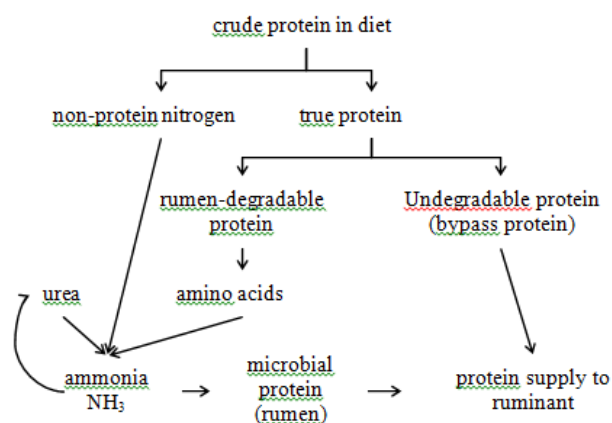 crude protein in diet
non-protein nitrogen
true protein
rumen-degradable
protein
Undegradable protein
(bypass protein)
urea
amino acids
ammonia
NH₃
microbial
protein
(rumen)
protein supply to
ruminant